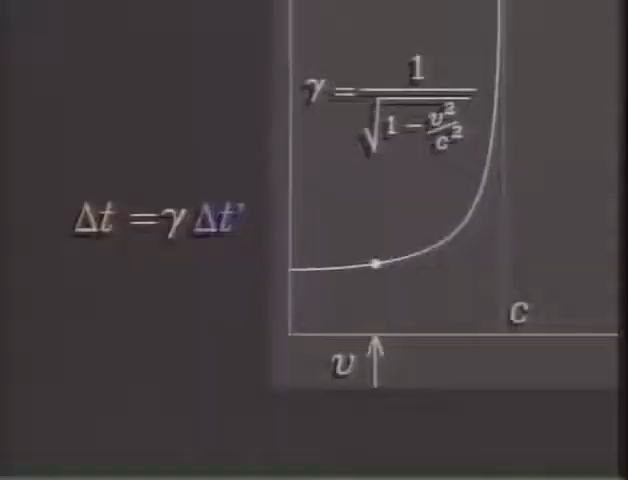 γ = 1/√(1 − v²/c²)
Δt = γ Δt'
c
v